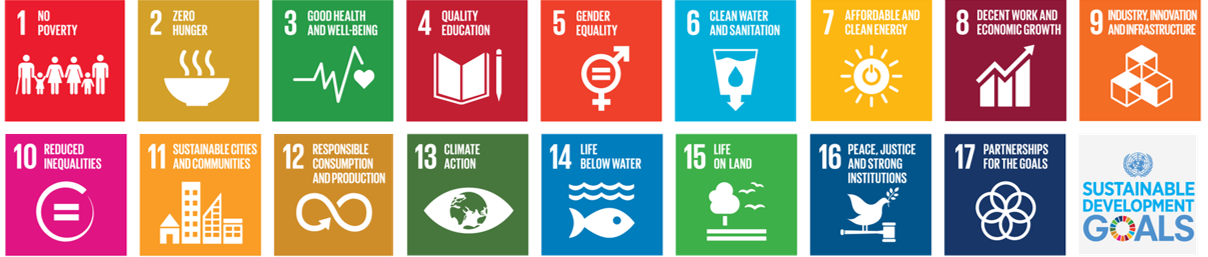 1 NO
POVERTY
2 ZERO
HUNGER
3 GOOD HEALTH
AND WELL-BEING
4 QUALITY
EDUCATION
5 GENDER
EQUALITY
6 CLEAN WATER
AND SANITATION
7 AFFORDABLE AND
CLEAN ENERGY
8 DECENT WORK AND
ECONOMIC GROWTH
9 INDUSTRY, INNOVATION
AND INFRASTRUCTURE
10 REDUCED
INEQUALITIES
11 SUSTAINABLE CITIES
AND COMMUNITIES
12 RESPONSIBLE
CONSUMPTION
AND PRODUCTION
13 CLIMATE
ACTION
14 LIFE
BELOW WATER
15 LIFE
ON LAND
16 PEACE, JUSTICE
AND STRONG
INSTITUTIONS
17 PARTNERSHIPS
FOR THE GOALS
SUSTAINABLE
DEVELOPMENT
GOALS